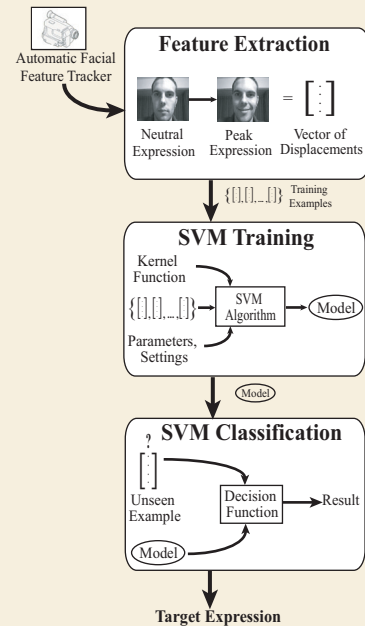 Automatic Facial
Feature Tracker
Feature Extraction
=
Neutral
Expression
Peak
Expression
Vector of
Displacements
{[:],[:],...,[:]}
Training
Examples
SVM Training
Kernel
Function
{[:],[:],...,[:]}
Parameters,
Settings
SVM
Algorithm
Model
Model
SVM Classification
?
Unseen
Example
Model
Decision
Function
Result
Target Expression